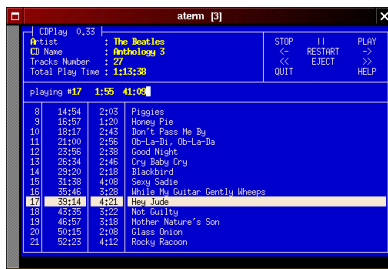 aterm [3]
CDPlay 0.33
Artist : The Beatles STOP || PLAY
CD Name : Anthology 3 <- RESTART ->
Tracks Number : 27 << EJECT >>
Total Play Time : 1:13:38 QUIT HELP
playing #17 1:55 41:09
8 14:54 2:03 Piggies
9 16:57 1:20 Honey Pie
10 18:17 2:43 Don't Pass Me By
11 21:00 2:56 Ob-La-Di, Ob-La-Da
12 23:56 2:38 Good Night
13 26:34 2:46 Cry Baby Cry
14 29:20 2:18 Blackbird
15 31:38 4:08 Sexy Sadie
16 35:46 3:28 While My Guitar Gently Wheeps
17 39:14 4:21 Hey Jude
18 43:35 3:22 Not Guilty
19 46:57 3:18 Mother Nature's Son
20 50:15 2:08 Glass Onion
21 52:23 4:12 Rocky Racoon